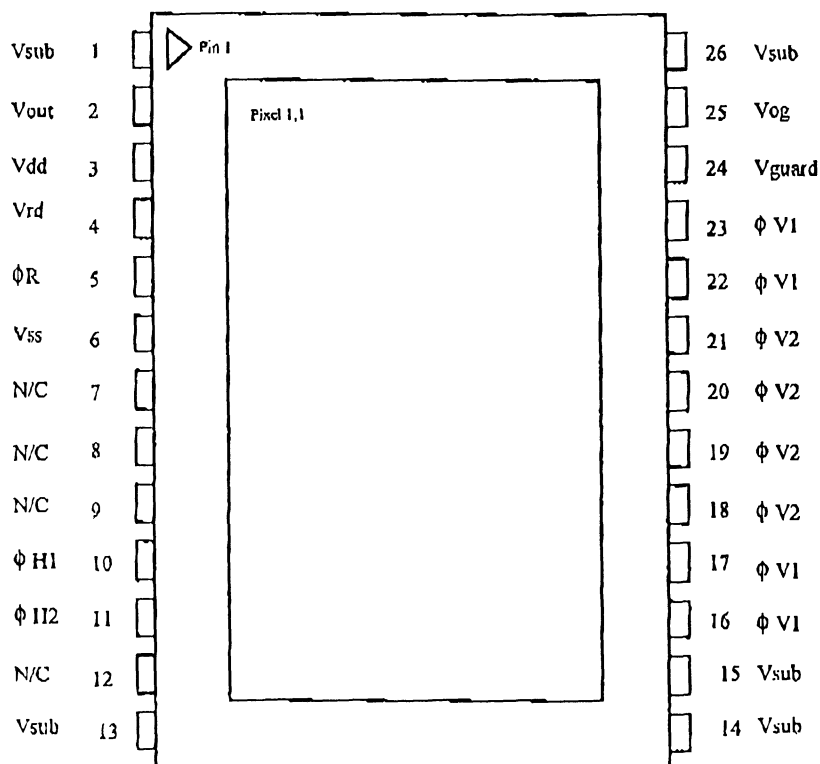 Vsub 1 Pin 1 26 Vsub
Vout 2 Pixel 1,1 25 Vog
Vdd 3 24 Vguard
Vrd 4 23 ϕ V1
ϕR 5 22 ϕ V1
Vss 6 21 ϕ V2
N/C 7 20 ϕ V2
N/C 8 19 ϕ V2
N/C 9 18 ϕ V2
ϕ H1 10 17 ϕ V1
ϕ H2 11 16 ϕ V1
N/C 12 15 Vsub
Vsub 13 14 Vsub